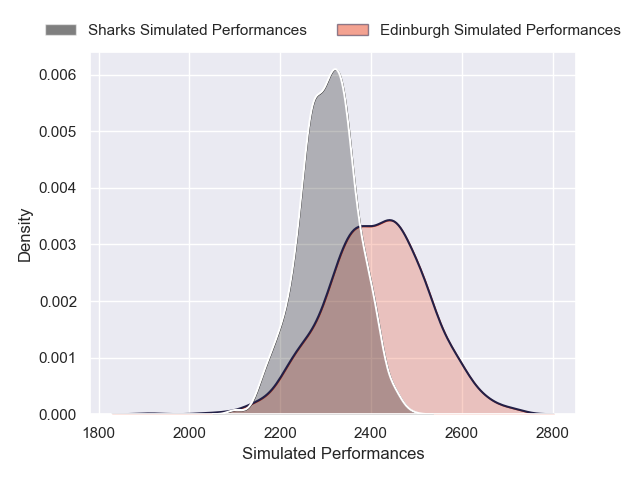 Sharks Simulated Performances Edinburgh Simulated Performances
0.006
0.005
0.004
0.003
0.002
0.001
0.000
Density
1800 2000 2200 2400 2600 2800
Simulated Performances